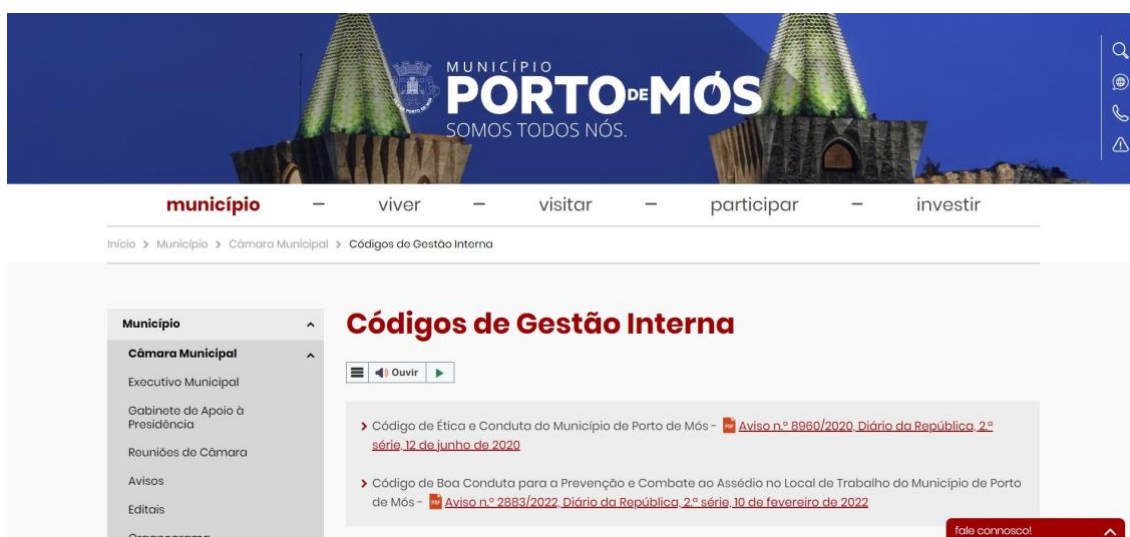 MUNICÍPIO
PORTO DE MÓS
SOMOS TODOS NÓS.
município – viver – visitar – participar – investir
Início > Município > Câmara Municipal > Códigos de Gestão Interna
Município
Câmara Municipal
Executivo Municipal
Gabinete de Apoio à
Presidência
Reuniões de Câmara
Avisos
Editais
Organograma
Códigos de Gestão Interna
Ouvir
Código de Ética e Conduta do Município de Porto de Mós - Aviso n.º 8960/2020, Diário da República, 2.ª
série, 12 de junho de 2020
Código de Boa Conduta para a Prevenção e Combate ao Assédio no Local de Trabalho do Município de Porto
de Mós - Aviso n.º 2883/2022, Diário da República, 2.ª série, 10 de fevereiro de 2022
fale connosco!